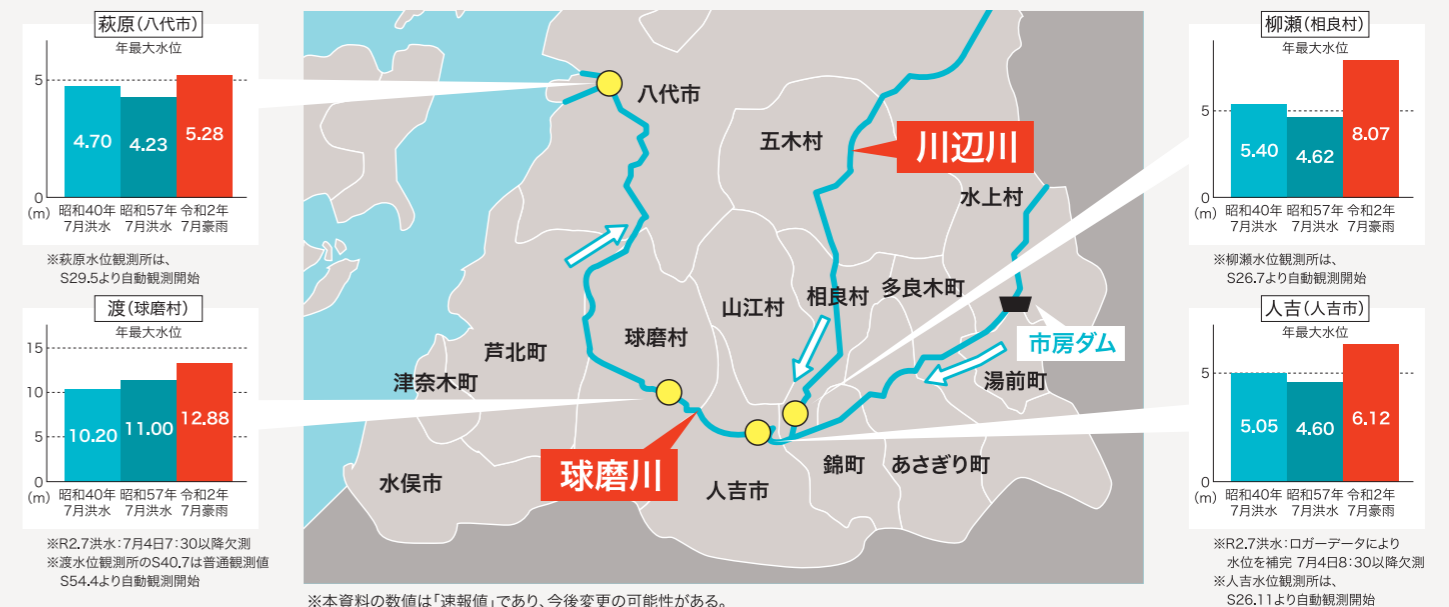 萩原(八代市)
年最大水位
5
4.70
4.23
5.28
0
(m)
昭和40年 昭和57年 令和2年
7月洪水 7月洪水 7月豪雨
※萩原水位観測所は、
S29.5より自動観測開始
渡(球磨村)
年最大水位
15
10
10.20
11.00
12.88
5
0
(m)
昭和40年 昭和57年 令和2年
7月洪水 7月洪水 7月豪雨
※R2.7洪水:7月4日7:30以降欠測
※渡水位観測所のS40.7は普通観測値
S54.4より自動観測開始
八代市
五木村
川辺川
水上村
山江村
相良村
多良木町
球磨村
市房ダム
芦北町
湯前町
津奈木町
球磨川
錦町
あさぎり町
水俣市
人吉市
※本資料の数値は「速報値」であり、今後変更の可能性がある。
柳瀬(相良村)
年最大水位
5
5.40
4.62
8.07
0
(m)
昭和40年 昭和57年 令和2年
7月洪水 7月洪水 7月豪雨
※柳瀬水位観測所は、
S26.7より自動観測開始
人吉(人吉市)
年最大水位
5
5.05
4.60
6.12
0
(m)
昭和40年 昭和57年 令和2年
7月洪水 7月洪水 7月豪雨
※R2.7洪水:ロガーデータにより
水位を補完 7月4日8:30以降欠測
※人吉水位観測所は、
S26.11より自動観測開始